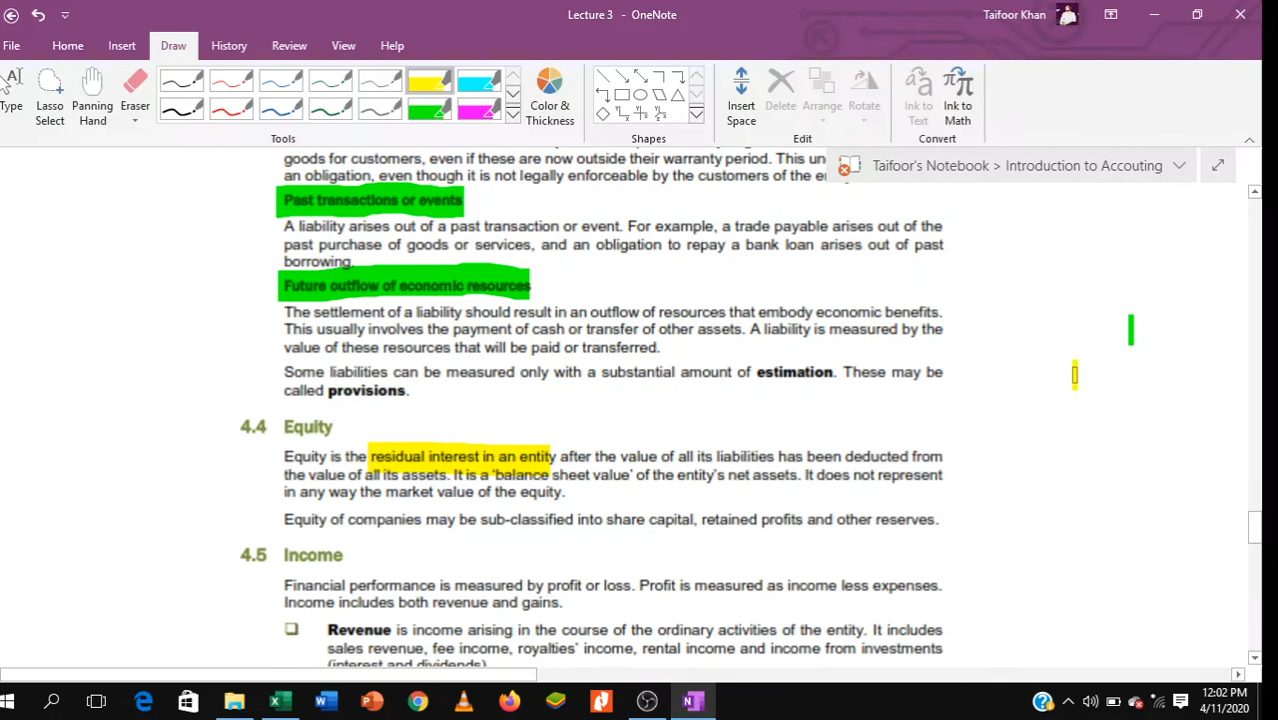 Lecture 3 - OneNote
Taifoor Khan
File Home Insert Draw History Review View Help
Type
Lasso Select
Panning Hand
Eraser
Color & Thickness
Insert Space
Delete
Arrange
Rotate
Ink to Text
Ink to Math
Tools
Shapes
Edit
Convert
Taifoor's Notebook > Introduction to Accouting
goods for customers, even if these are now outside their warranty period. This
an obligation, even though it is not legally enforceable by the customers of the
Past transactions or events
A liability arises out of a past transaction or event. For example, a trade payable arises out of the
past purchase of goods or services, and an obligation to repay a bank loan arises out of past
borrowing.
Future outflow of economic resources
The settlement of a liability should result in an outflow of resources that embody economic benefits.
This usually involves the payment of cash or transfer of other assets. A liability is measured by the
value of these resources that will be paid or transferred.
Some liabilities can be measured only with a substantial amount of estimation. These may be
called provisions.
4.4 Equity
Equity is the residual interest in an entity after the value of all its liabilities has been deducted from
the value of all its assets. It is a 'balance sheet value' of the entity's net assets. It does not represent
in any way the market value of the equity.
Equity of companies may be sub-classified into share capital, retained profits and other reserves.
4.5 Income
Financial performance is measured by profit or loss. Profit is measured as income less expenses.
Income includes both revenue and gains.
Revenue is income arising in the course of the ordinary activities of the entity. It includes
sales revenue, fee income, royalties' income, rental income and income from investments
(interest and dividends)
12:02 PM
4/11/2020